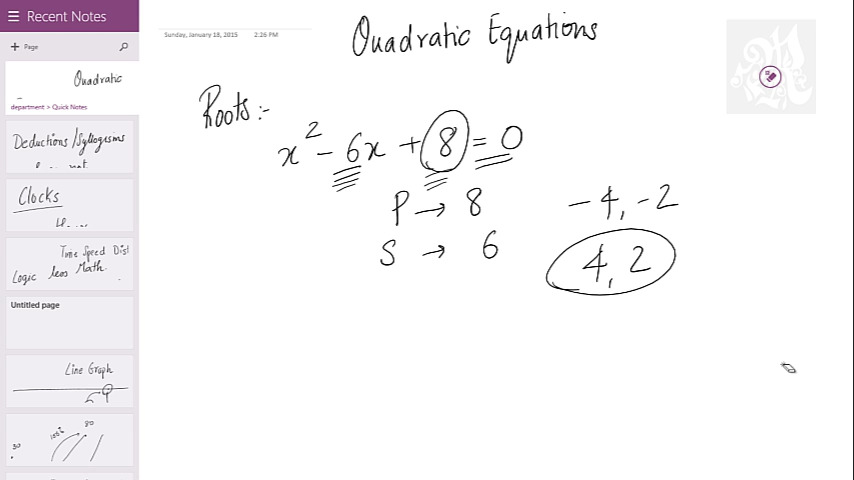 Recent Notes
Page
Quadratic
department > Quick Notes
Deductions/Syllogisms
Clocks
Time Speed Dist
Logic less Math.
Untitled page
Line Graph
80
30
Sunday, January 18, 2015 2:26 PM
Quadratic Equations
Roots :-
x² - 6x + 8 = 0
P → 8
S → 6
-4, -2
4, 2